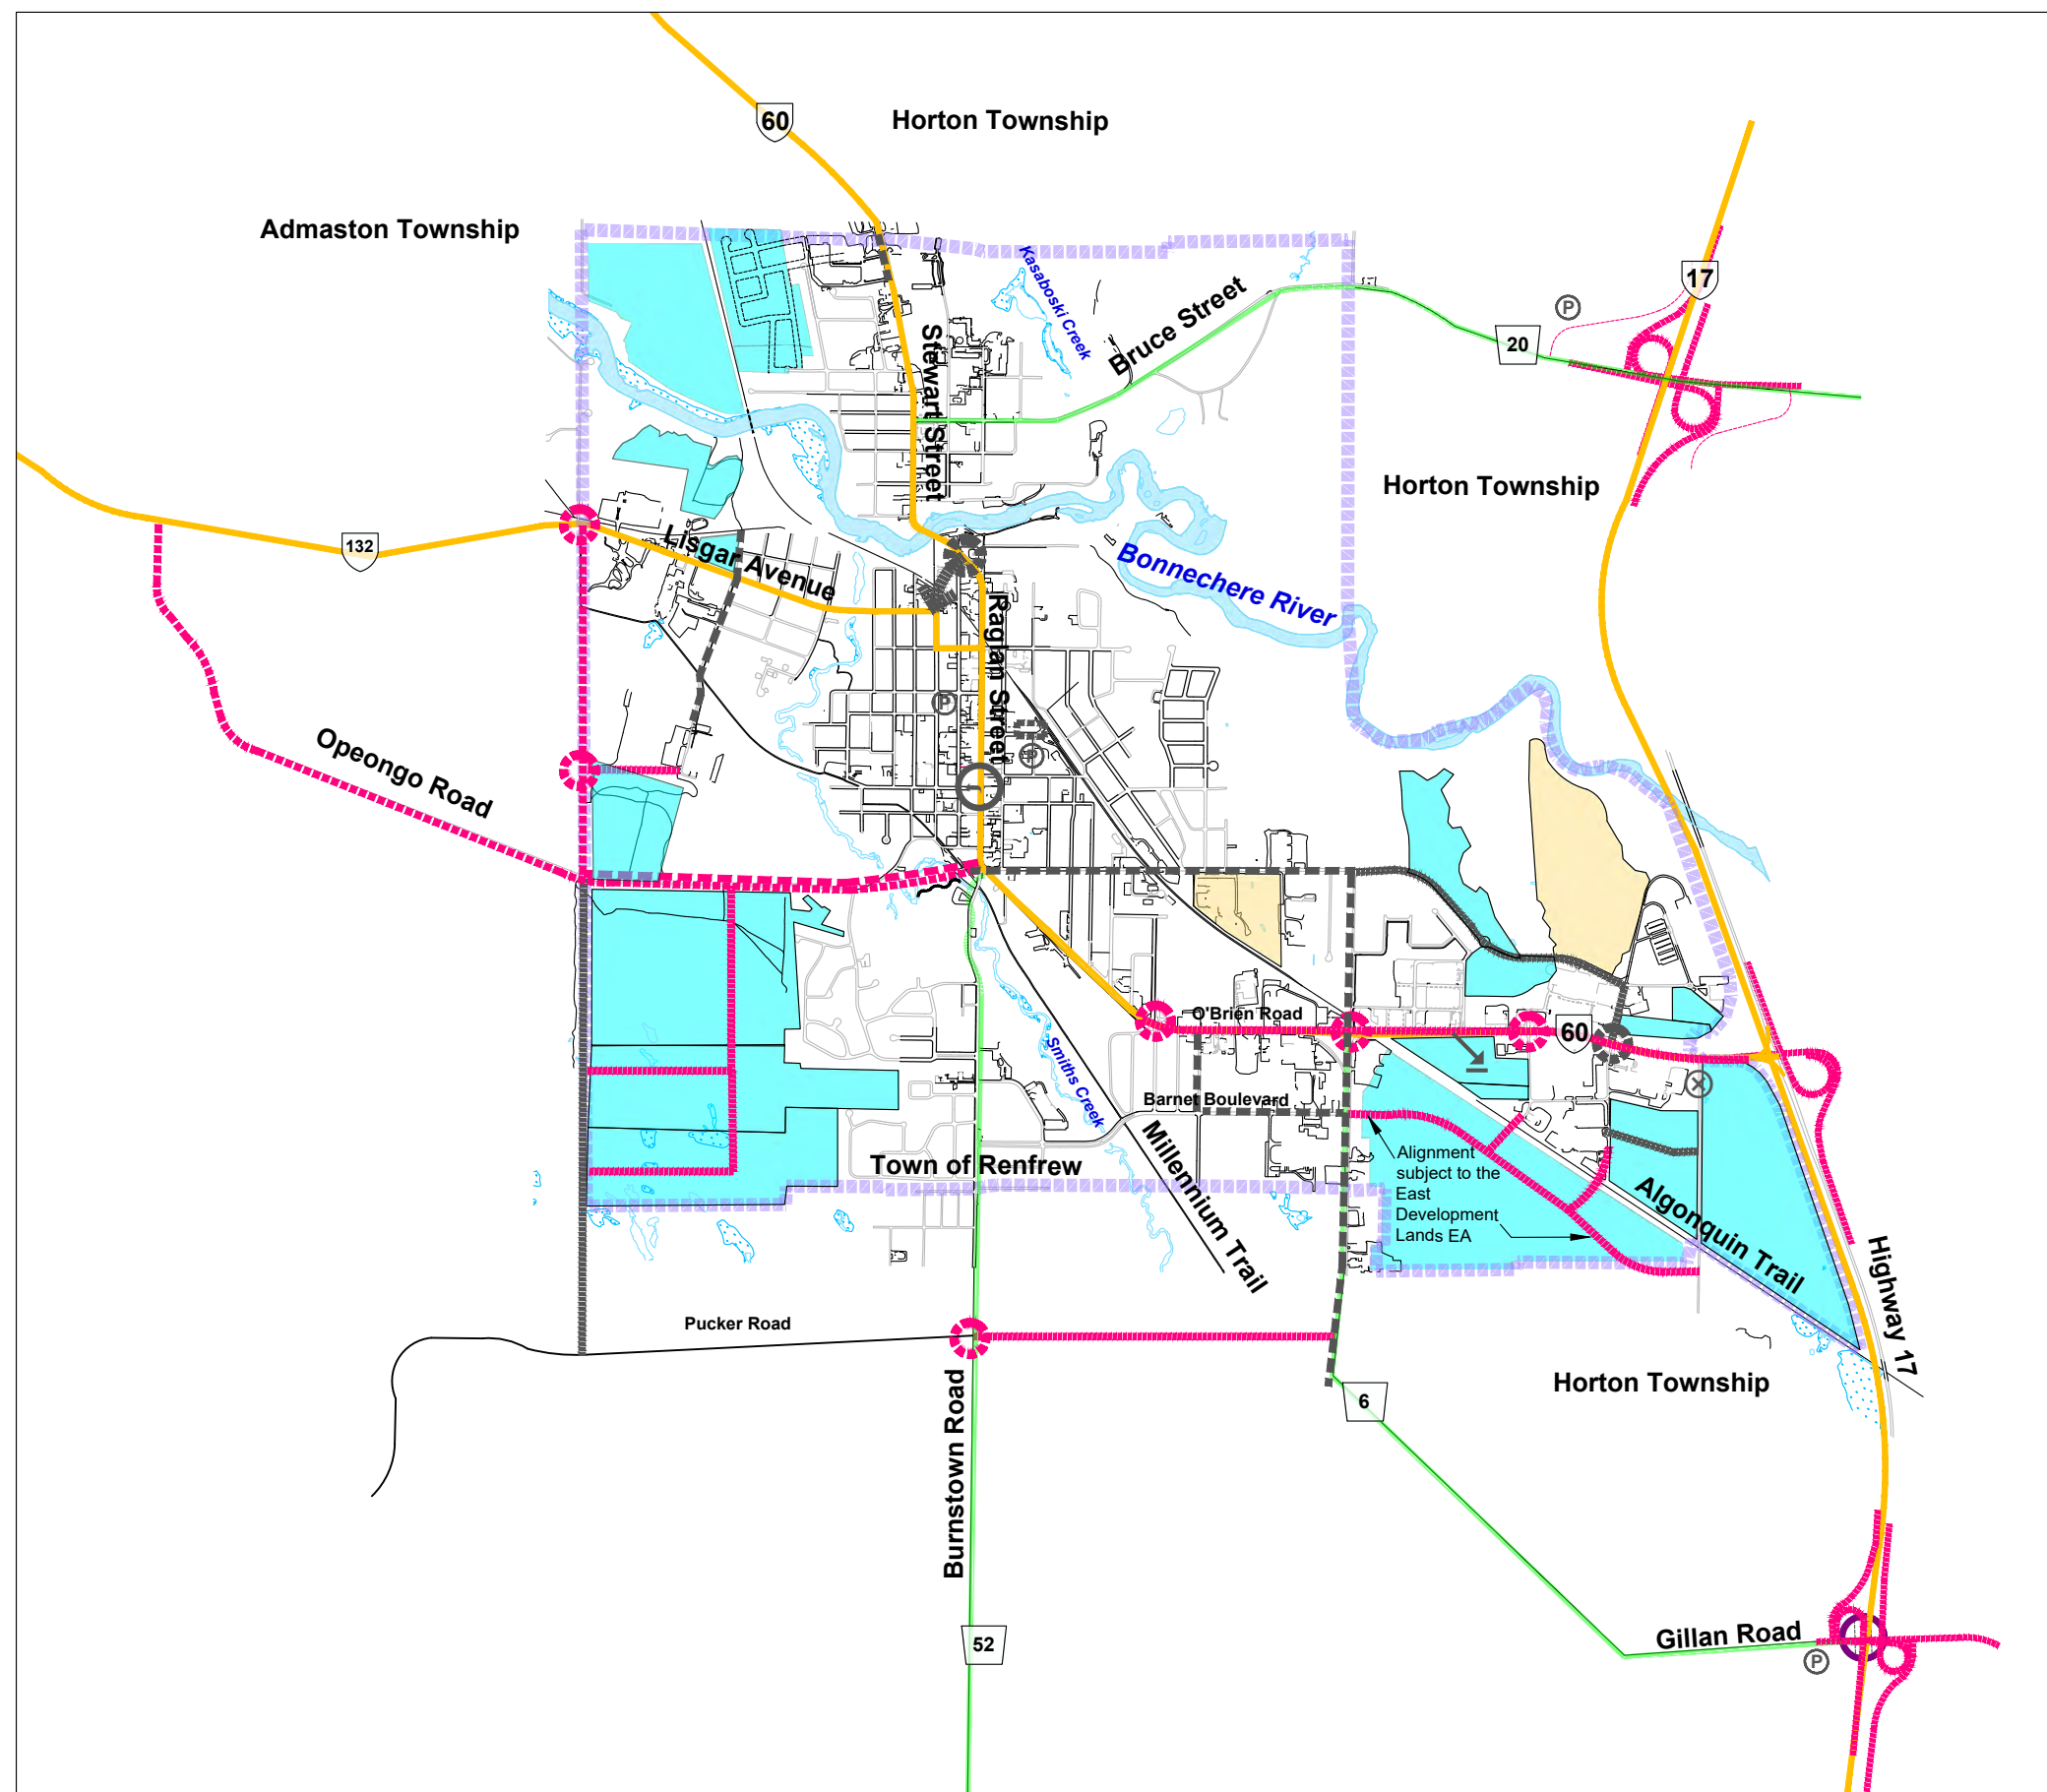 60
Horton Township
Admaston Township
Kasaboski Creek
17
P
Bruce Street
20
Stewart Street
Horton Township
132
Lisgar Avenue
Bonnechere River
Raglan Street
P
P
Opeongo Road
O'Brien Road
60
Smiths Creek
X
Barnet Boulevard
Millennium Trail
Town of Renfrew
Alignment
subject to the
East
Development
Lands EA
Algonquin Trail
Highway 17
Pucker Road
Horton Township
6
Burnstown Road
52
Gillan Road
P